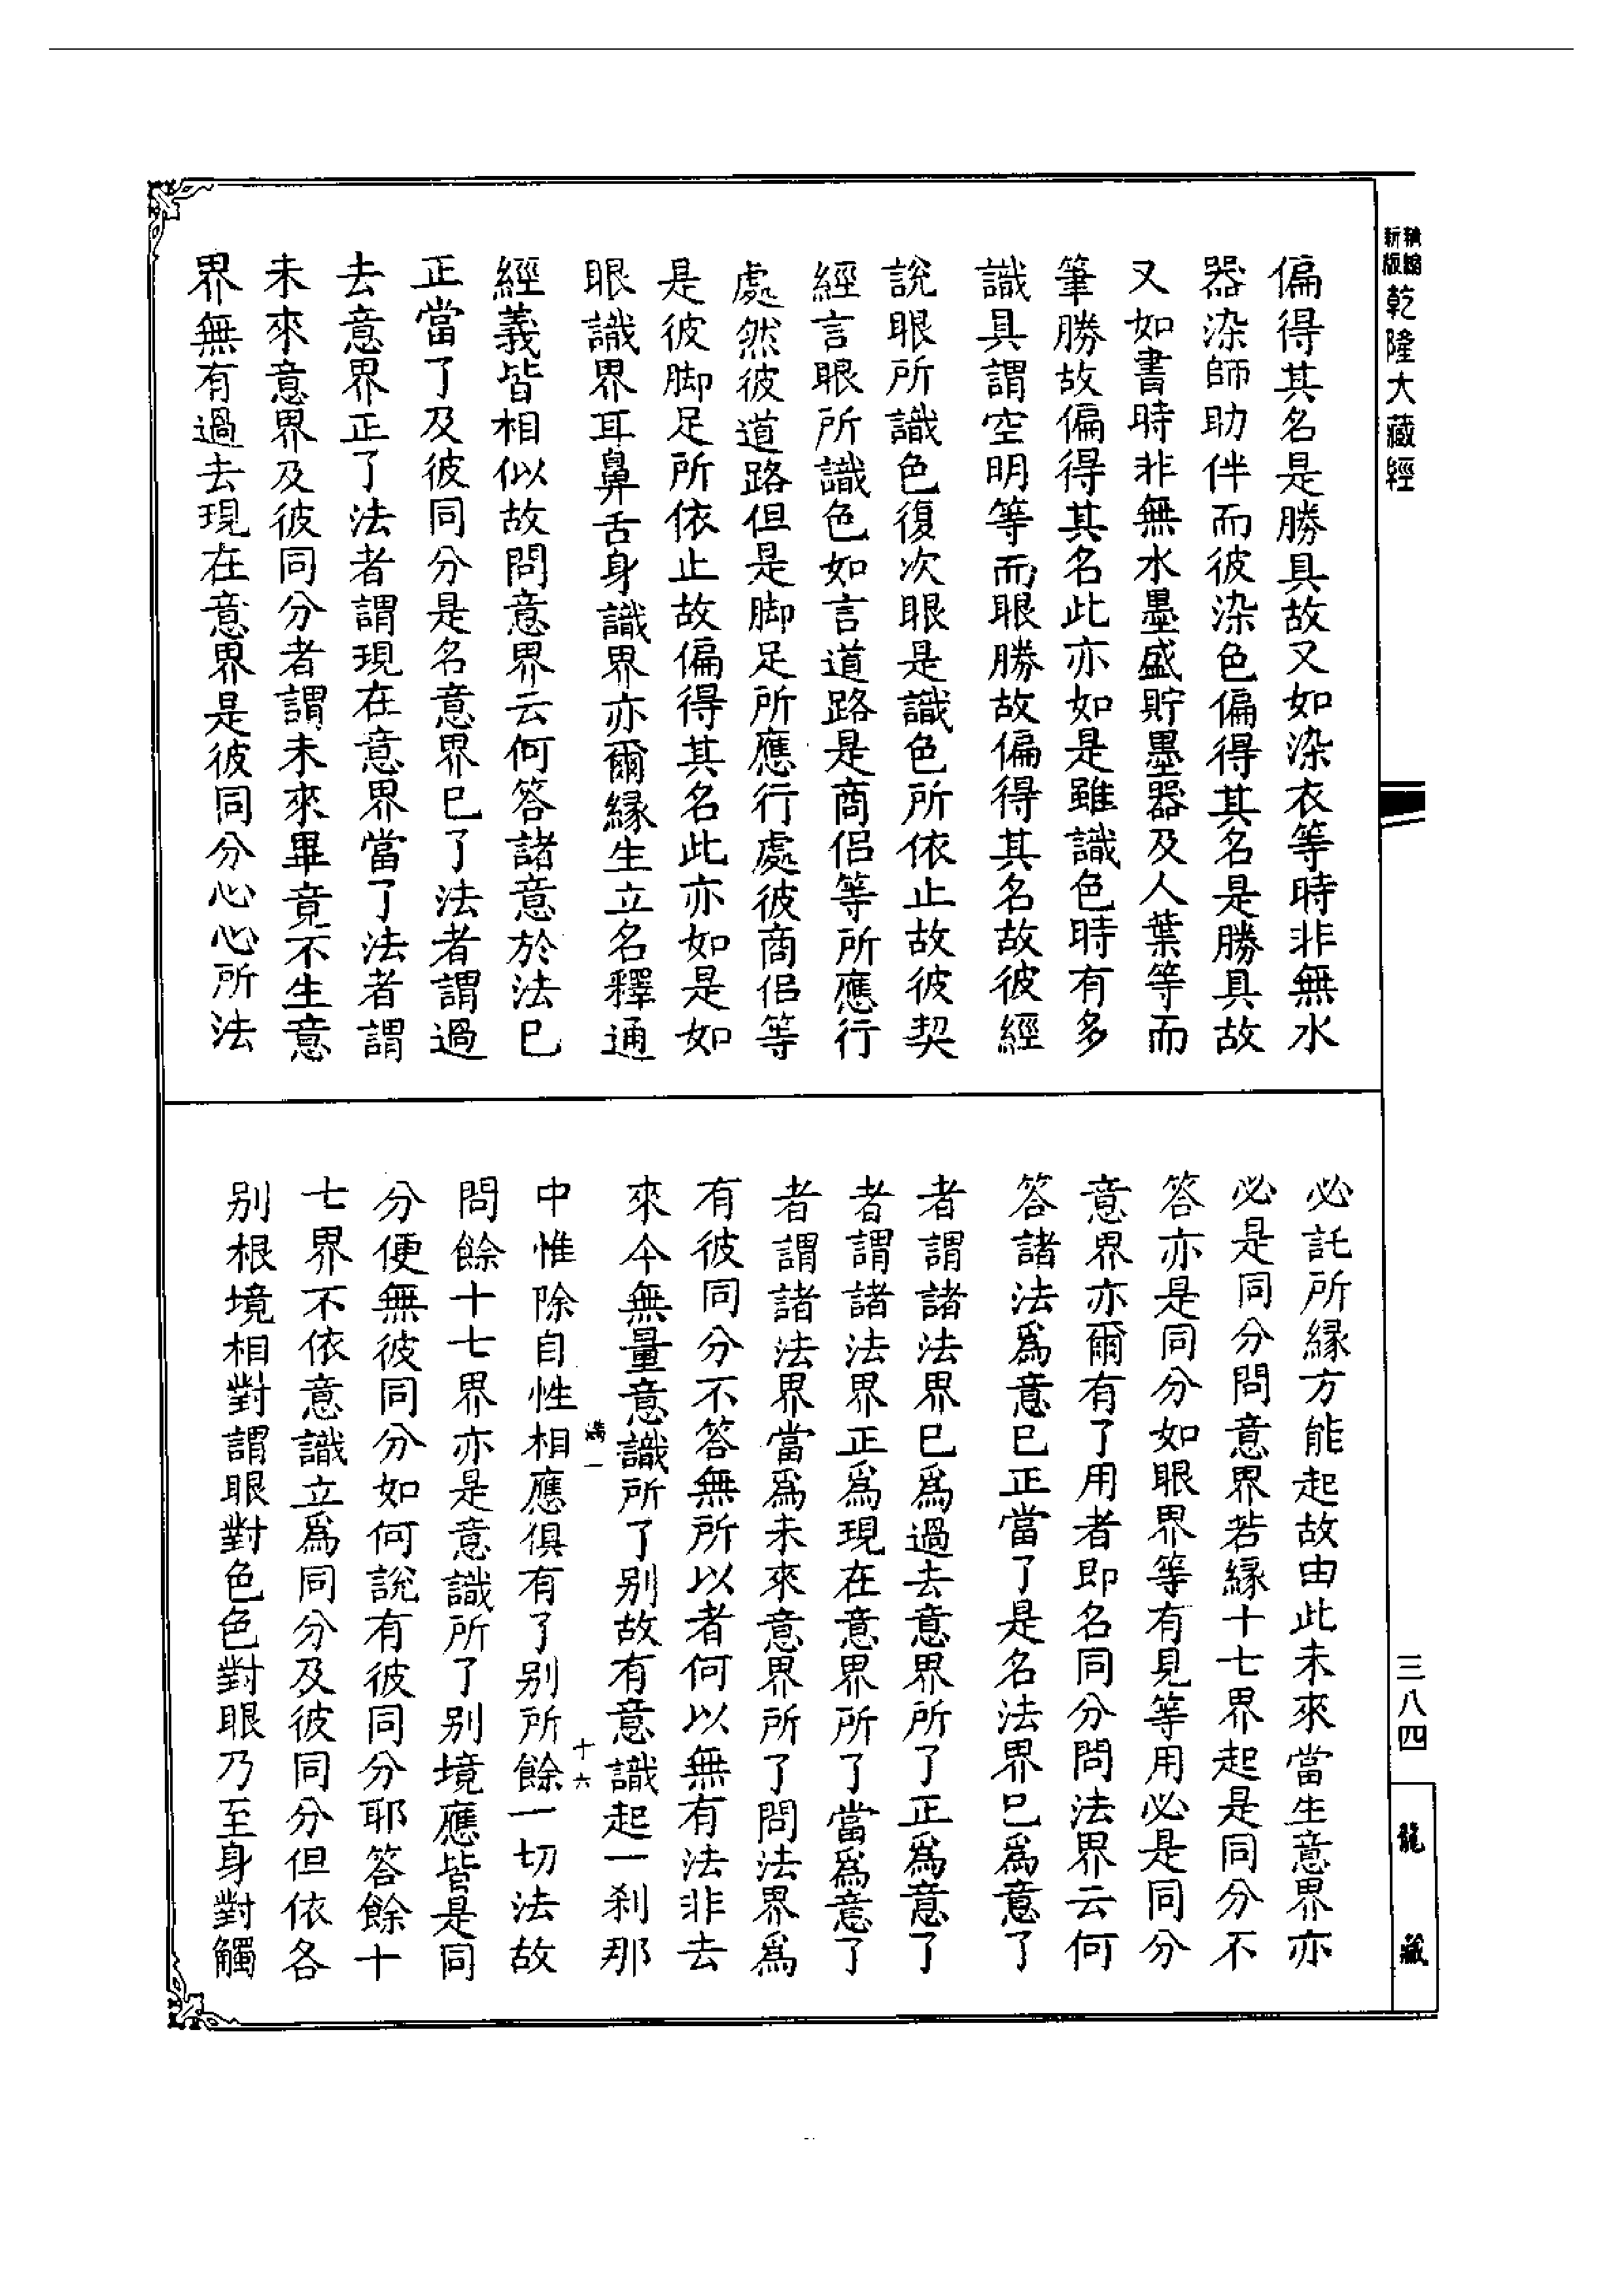 新版精縮乾隆大藏經
偏得其名是勝具故又如染衣等時非無水
器染師助伴而彼染色偏得其名是勝具故
又如書時非無水墨盛貯墨器及人葉等而
筆勝故偏得其名此亦如是雖識色時有多
識具謂空明等而眼勝故偏得其名故彼經
說眼所識色復次眼是識色所依止故彼契
經言眼所識色如言道路是商侶等所應行
處然彼道路但是脚足所應行處彼商侶等
是彼脚足所依止故偏得其名此亦如是如
眼識界耳鼻舌身識界亦爾緣生立名釋通
經義皆相似故問意界云何答諸意於法已
正當了及彼同分是名意界已了法者謂過
去意界正了法者謂現在意界當了法者謂
未來意界及彼同分者謂未來畢竟不生意
界無有過去現在意界是彼同分心心所法
必託所緣方能起故由此未來當生意界亦
必是同分問意界若緣十七界起是同分不
答亦是同分如眼界等有見等用必是同分
意界亦爾有了用者即名同分問法界云何
答諸法爲意已正當了是名法界已爲意了
者謂諸法界已爲過去意界所了正爲意了
者謂諸法界正爲現在意界所了當爲意了
者謂諸法界當爲未來意界所了問法界爲
有彼同分不答無所以者何以無有法非去
來今無量意識所了別故有意識起一刹那
中惟除自性相應俱有了別所餘一切法故
問餘十七界亦是意識所了別境應皆是同
分便無彼同分如何說有彼同分耶答餘十
七界不依意識立爲同分及彼同分但依各
別根境相對謂眼對色色對眼乃至身對觸
一
十六
三八四
龍藏